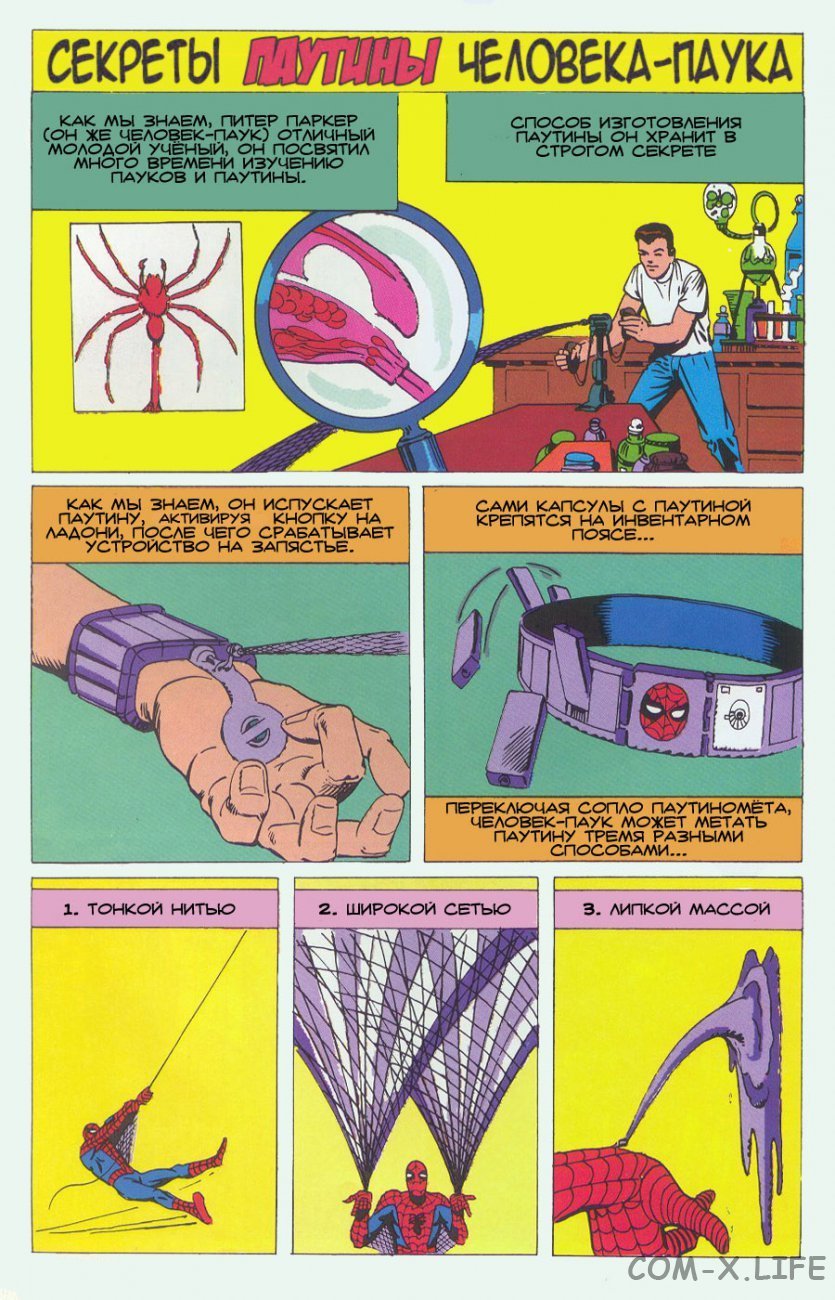 СЕКРЕТЫ ПАУТИНЫ ЧЕЛОВЕКА-ПАУКА
КАК МЫ ЗНАЕМ, ПИТЕР ПАРКЕР
(ОН ЖЕ ЧЕЛОВЕК-ПАУК) ОТЛИЧНЫЙ
МОЛОДОЙ УЧЁНЫЙ, ОН ПОСВЯТИЛ
МНОГО ВРЕМЕНИ ИЗУЧЕНИЮ
ПАУКОВ И ПАУТИНЫ.
СПОСОБ ИЗГОТОВЛЕНИЯ
ПАУТИНЫ ОН ХРАНИТ В
СТРОГОМ СЕКРЕТЕ
КАК МЫ ЗНАЕМ, ОН ИСПУСКАЕТ
ПАУТИНУ, АКТИВИРУЯ КНОПКУ НА
ЛАДОНИ, ПОСЛЕ ЧЕГО СРАБАТЫВАЕТ
УСТРОЙСТВО НА ЗАПЯСТЬЕ.
САМИ КАПСУЛЫ С ПАУТИНОЙ
КРЕПЯТСЯ НА ИНВЕНТАРНОМ
ПОЯСЕ...
ПЕРЕКЛЮЧАЯ СОПЛО ПАУТИНОМЁТА,
ЧЕЛОВЕК-ПАУК МОЖЕТ МЕТАТЬ
ПАУТИНУ ТРЕМЯ РАЗНЫМИ
СПОСОБАМИ...
1. ТОНКОЙ НИТЬЮ
2. ШИРОКОЙ СЕТЬЮ
3. ЛИПКОЙ МАССОЙ
COM-X.LIFE